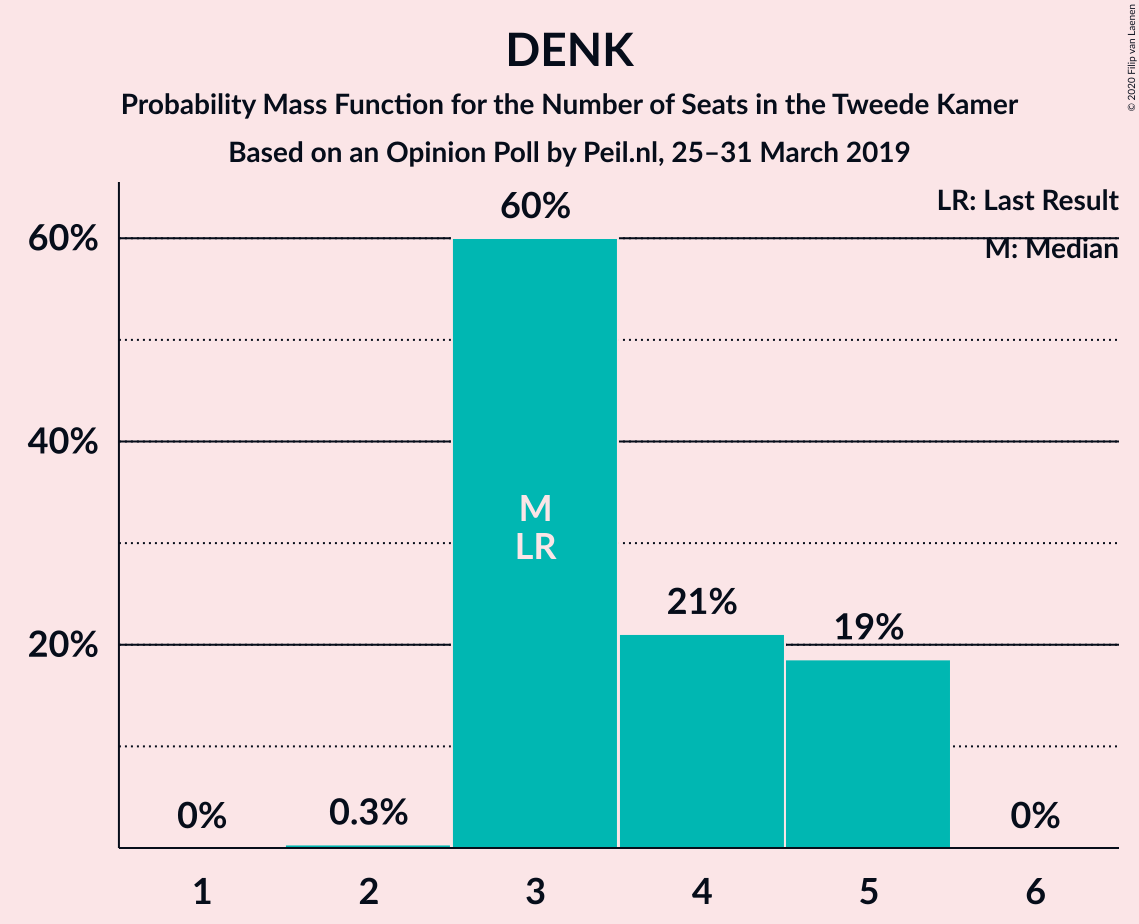 DENK
Probability Mass Function for the Number of Seats in the Tweede Kamer
Based on an Opinion Poll by Peil.nl, 25–31 March 2019
© 2020 Filip van Laenen
LR: Last Result
M: Median
60%
40%
20%
0%
0.3%
60%
M
LR
21%
19%
0%
1
2
3
4
5
6